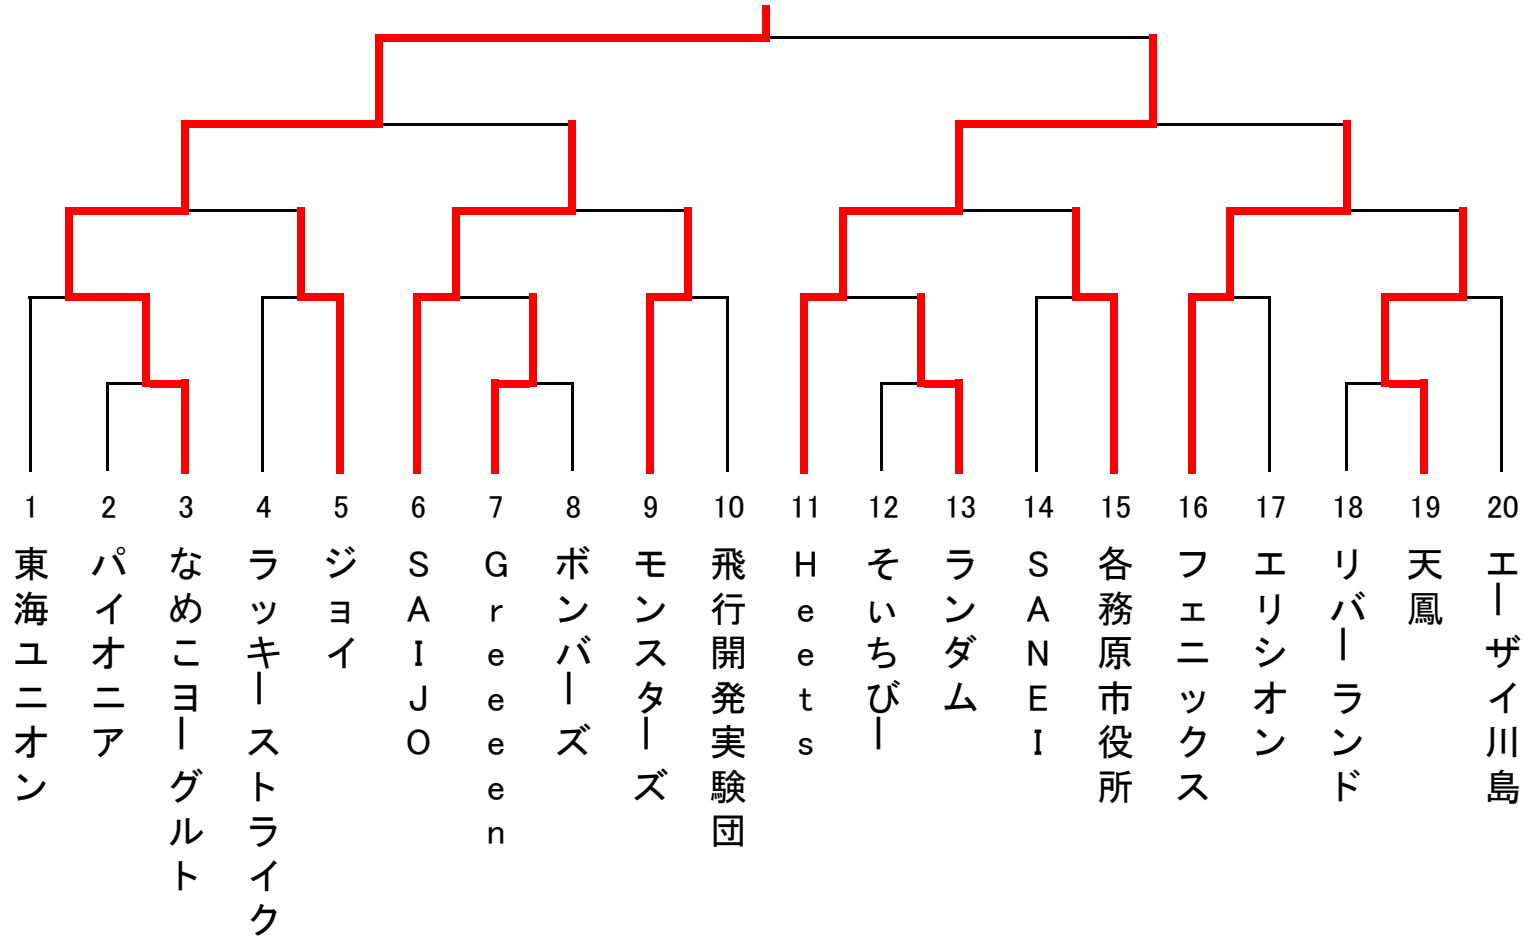 1 2 3 4 5 6 7 8 9 10 11 12 13 14 15 16 17 18 19 20
東海ユニオン
パイオニア
なめこヨーグルト
ラッキーストライク
ジョイ
SAIJO
Greeeen
ボンバーズ
モンスターズ
飛行開発実験団
Heets
そぃちびー
ランダム
SANEI
各務原市役所
フェニックス
エリシオン
リバーランド
天鳳
エーザイ川島